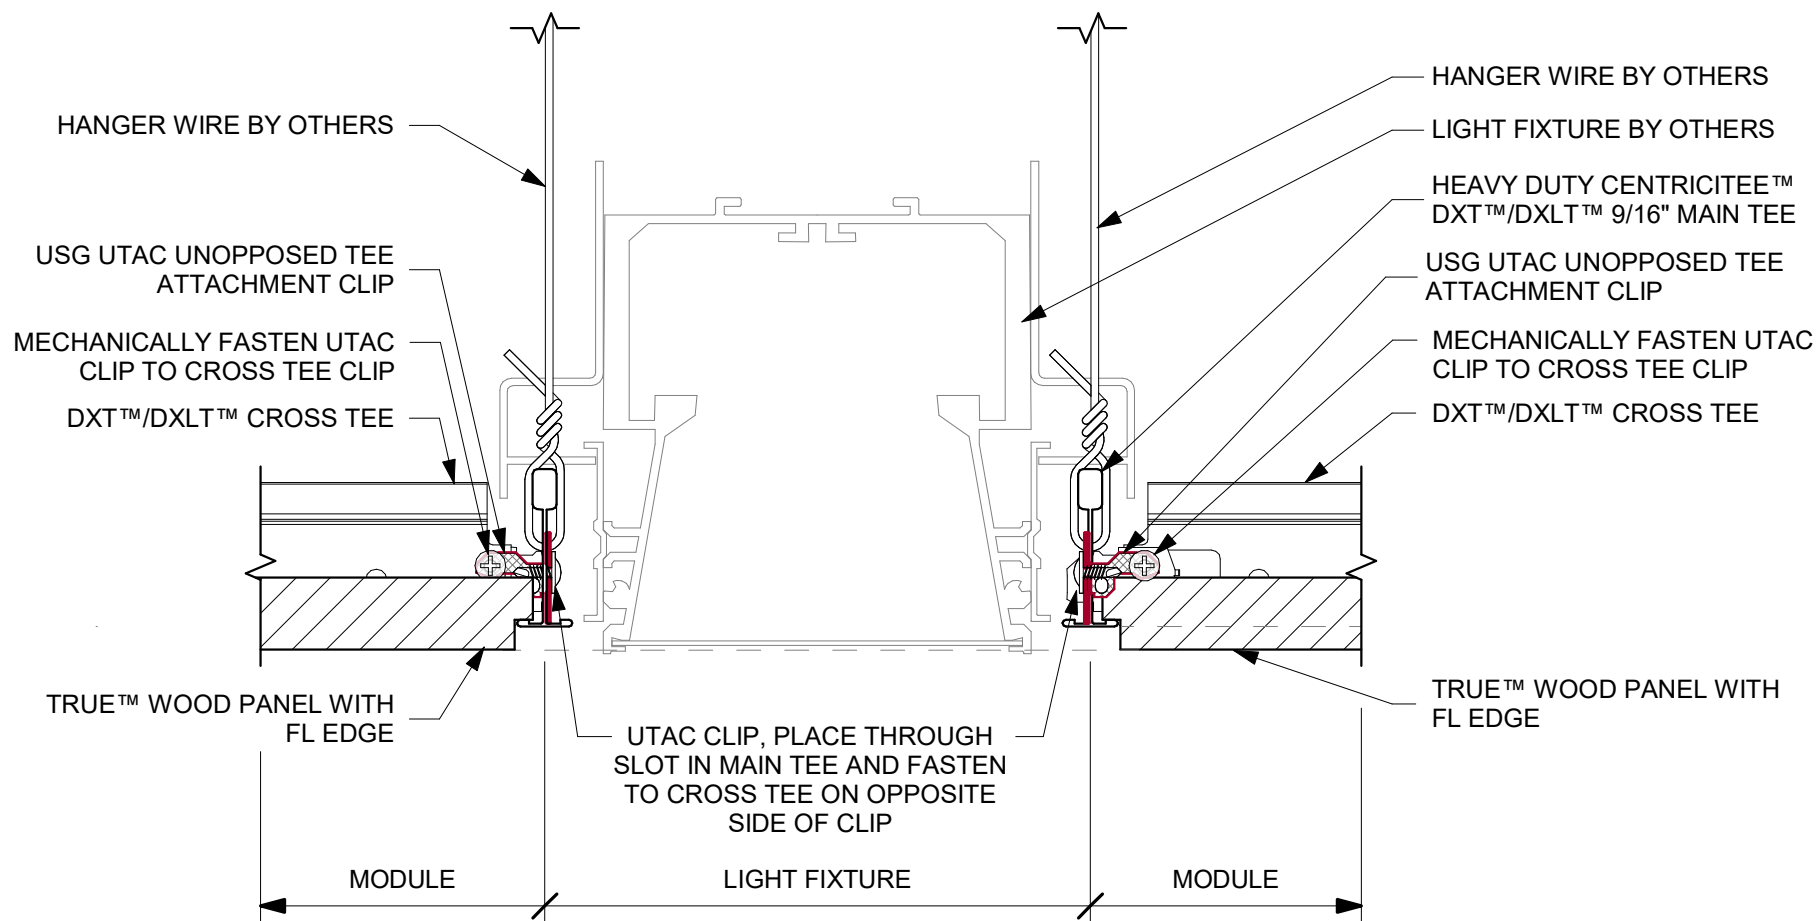 HANGER WIRE BY OTHERS
USG UTAC UNOPPOSED TEE
ATTACHMENT CLIP
MECHANICALLY FASTEN UTAC
CLIP TO CROSS TEE CLIP
DXT™/DXLT™ CROSS TEE
TRUE™ WOOD PANEL WITH
FL EDGE
HANGER WIRE BY OTHERS
LIGHT FIXTURE BY OTHERS
HEAVY DUTY CENTRICITEE™
DXT™/DXLT™ 9/16" MAIN TEE
USG UTAC UNOPPOSED TEE
ATTACHMENT CLIP
MECHANICALLY FASTEN UTAC
CLIP TO CROSS TEE CLIP
DXT™/DXLT™ CROSS TEE
TRUE™ WOOD PANEL WITH
FL EDGE
UTAC CLIP, PLACE THROUGH
SLOT IN MAIN TEE AND FASTEN
TO CROSS TEE ON OPPOSITE
SIDE OF CLIP
MODULE
LIGHT FIXTURE
MODULE